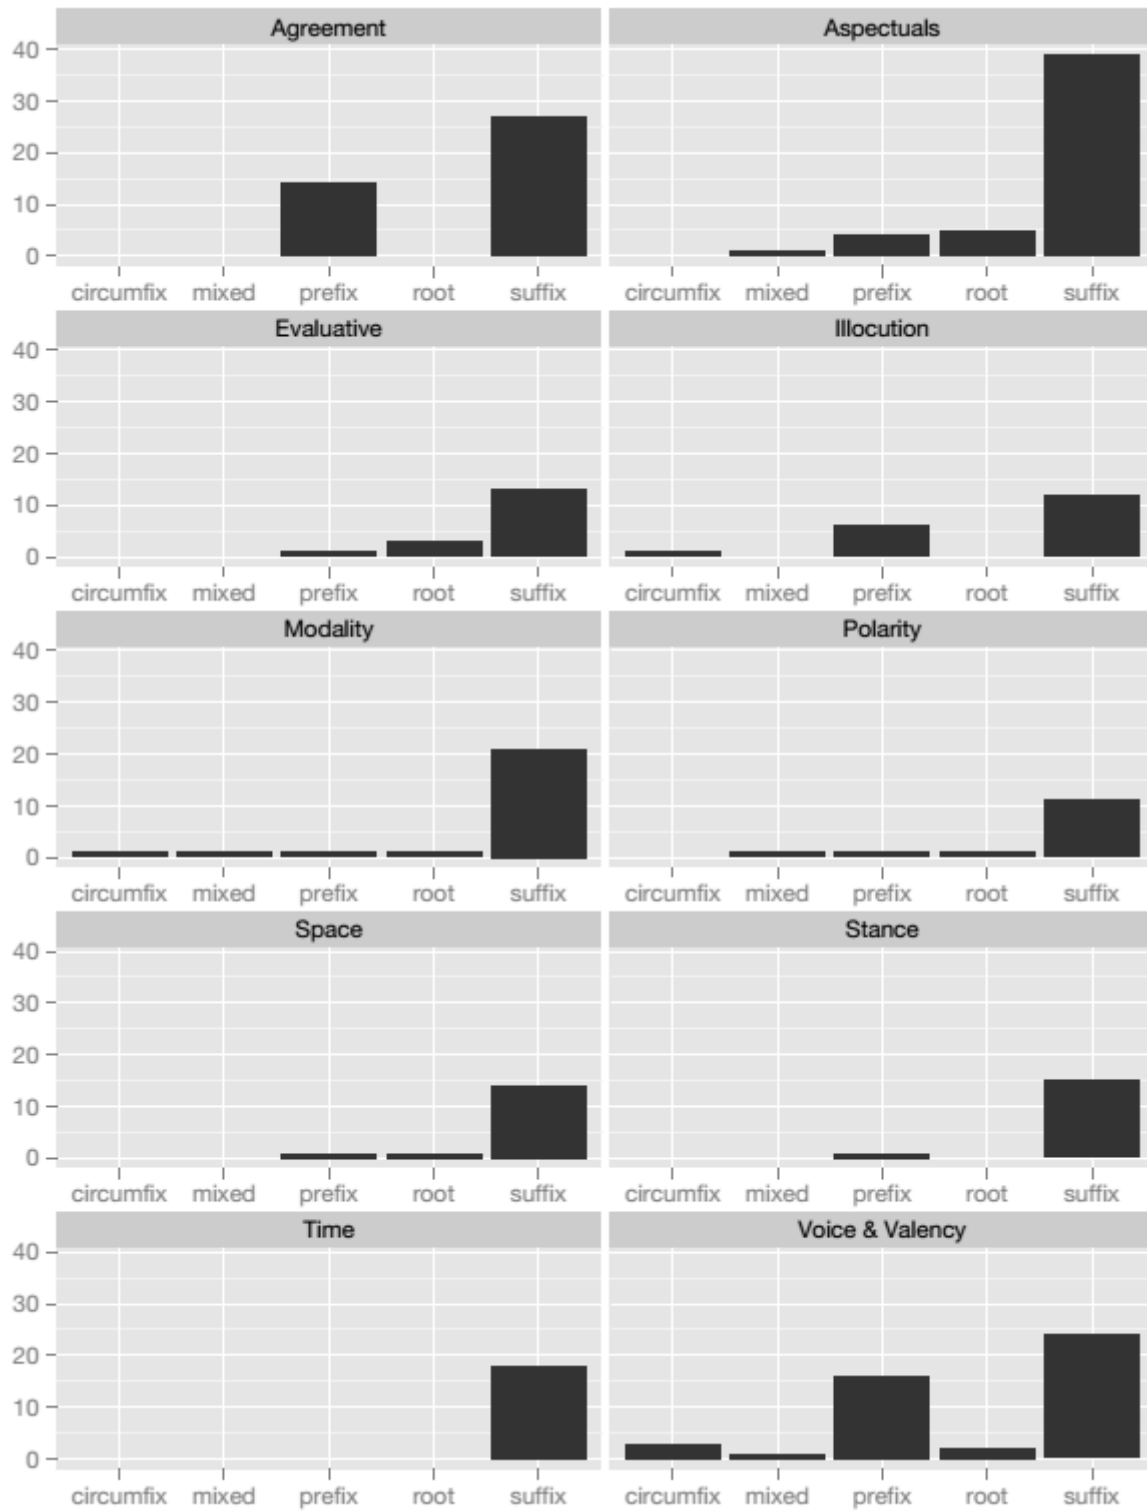 Agreement Aspectuals
40
30
20
10
0
circumfix mixed prefix root suffix circumfix mixed prefix root suffix
Evaluative Illocution
40
30
20
10
0
circumfix mixed prefix root suffix circumfix mixed prefix root suffix
Modality Polarity
40
30
20
10
0
circumfix mixed prefix root suffix circumfix mixed prefix root suffix
Space Stance
40
30
20
10
0
circumfix mixed prefix root suffix circumfix mixed prefix root suffix
Time Voice & Valency
40
30
20
10
0
circumfix mixed prefix root suffix circumfix mixed prefix root suffix